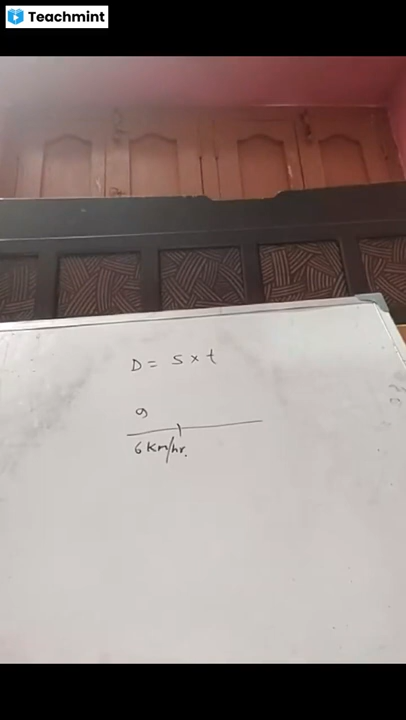 Teachmint
D = S × t
9
6 Km/hr.